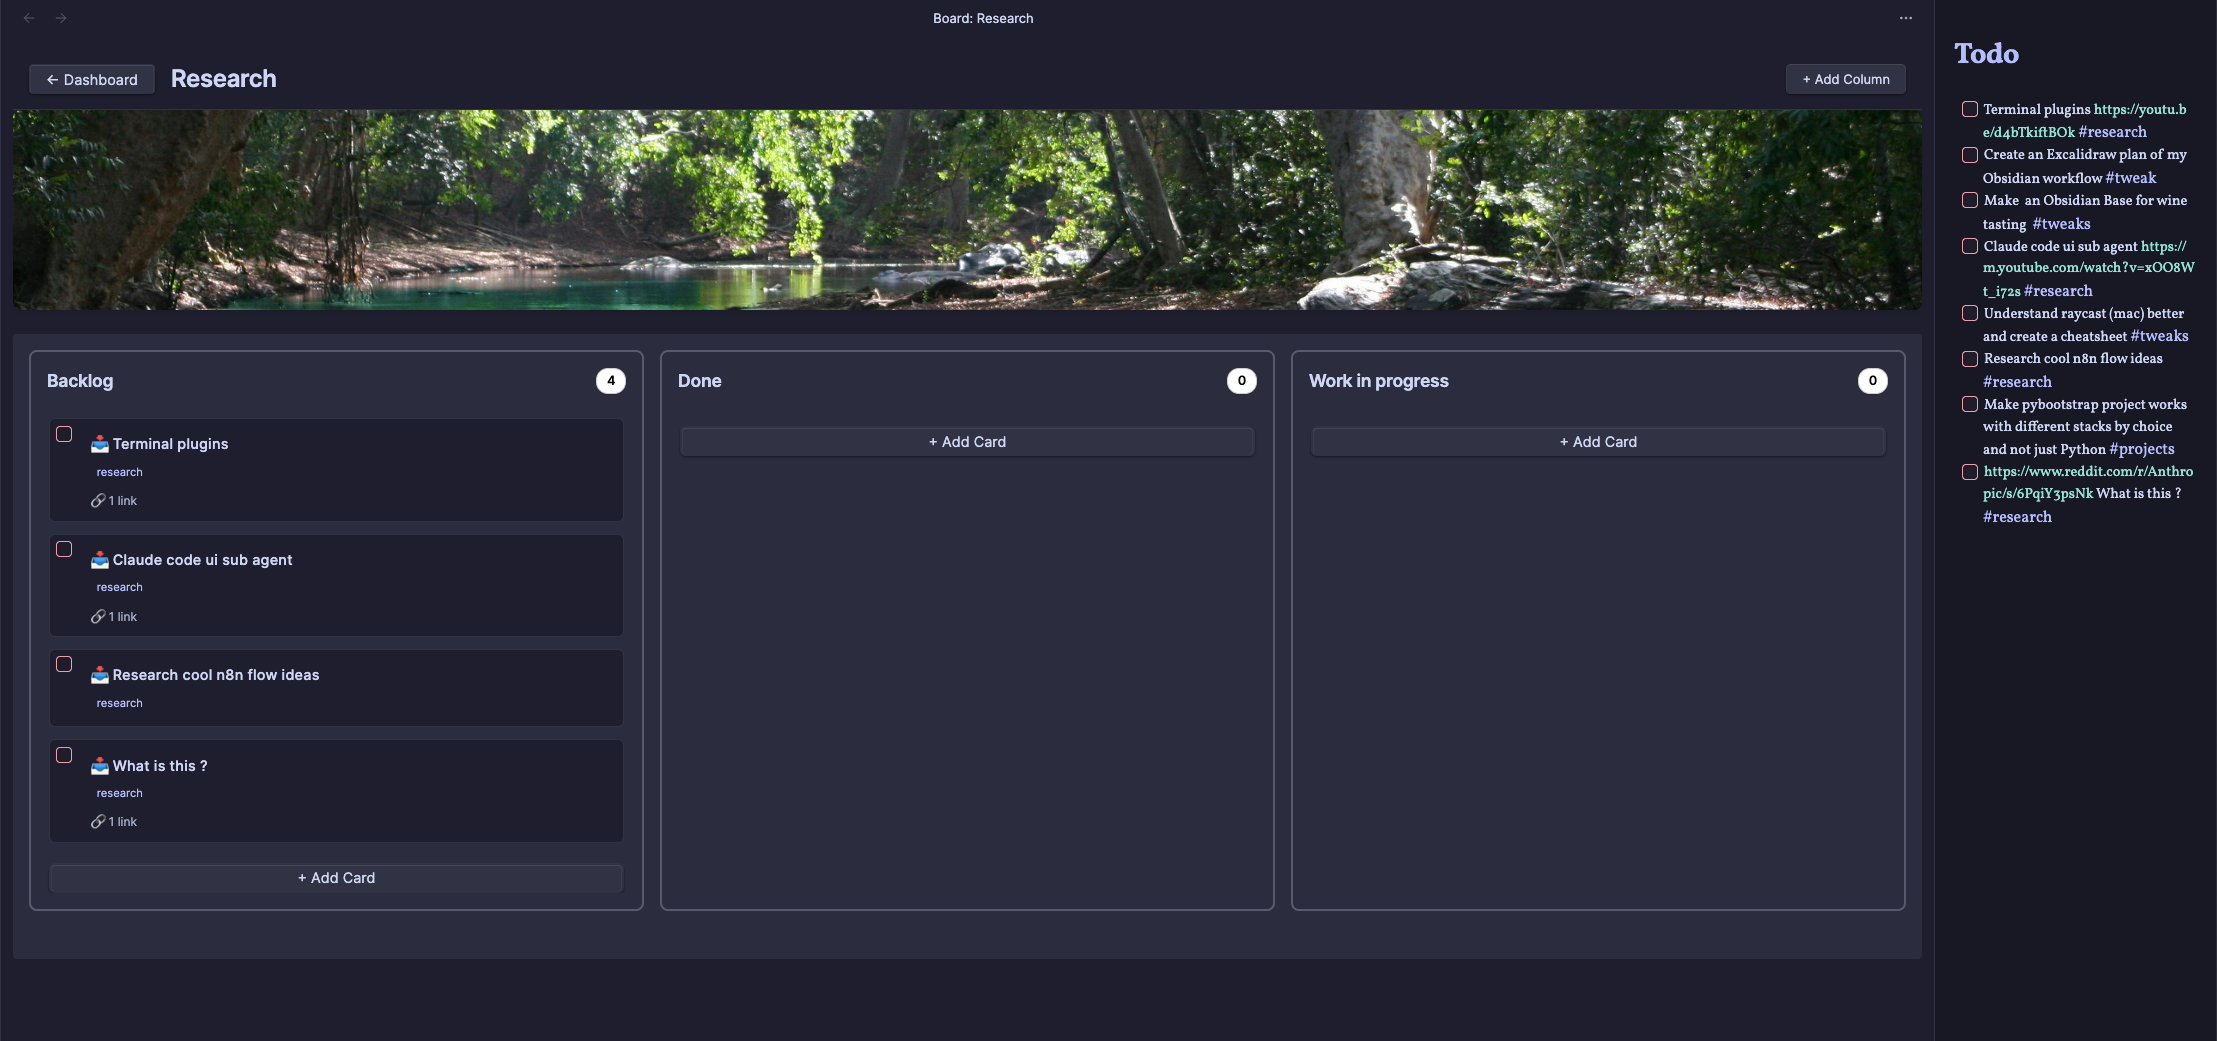 Board: Research
← Dashboard
Research
+ Add Column
Backlog
4
Terminal plugins
research
1 link
Claude code ui sub agent
research
1 link
Research cool n8n flow ideas
research
What is this ?
research
1 link
+ Add Card
Done
0
+ Add Card
Work in progress
0
+ Add Card
Todo
Terminal plugins https://youtu.b
e/d4bTkiftBOk #research
Create an Excalidraw plan of my
Obsidian workflow #tweak
Make an Obsidian Base for wine
tasting #tweaks
Claude code ui sub agent https://
m.youtube.com/watch?v=xOO8W
t_i72s #research
Understand raycast (mac) better
and create a cheatsheet #tweaks
Research cool n8n flow ideas
#research
Make pybootstrap project works
with different stacks by choice
and not just Python #projects
https://www.reddit.com/r/Anthro
pic/s/6PqiY3psNk What is this ?
#research